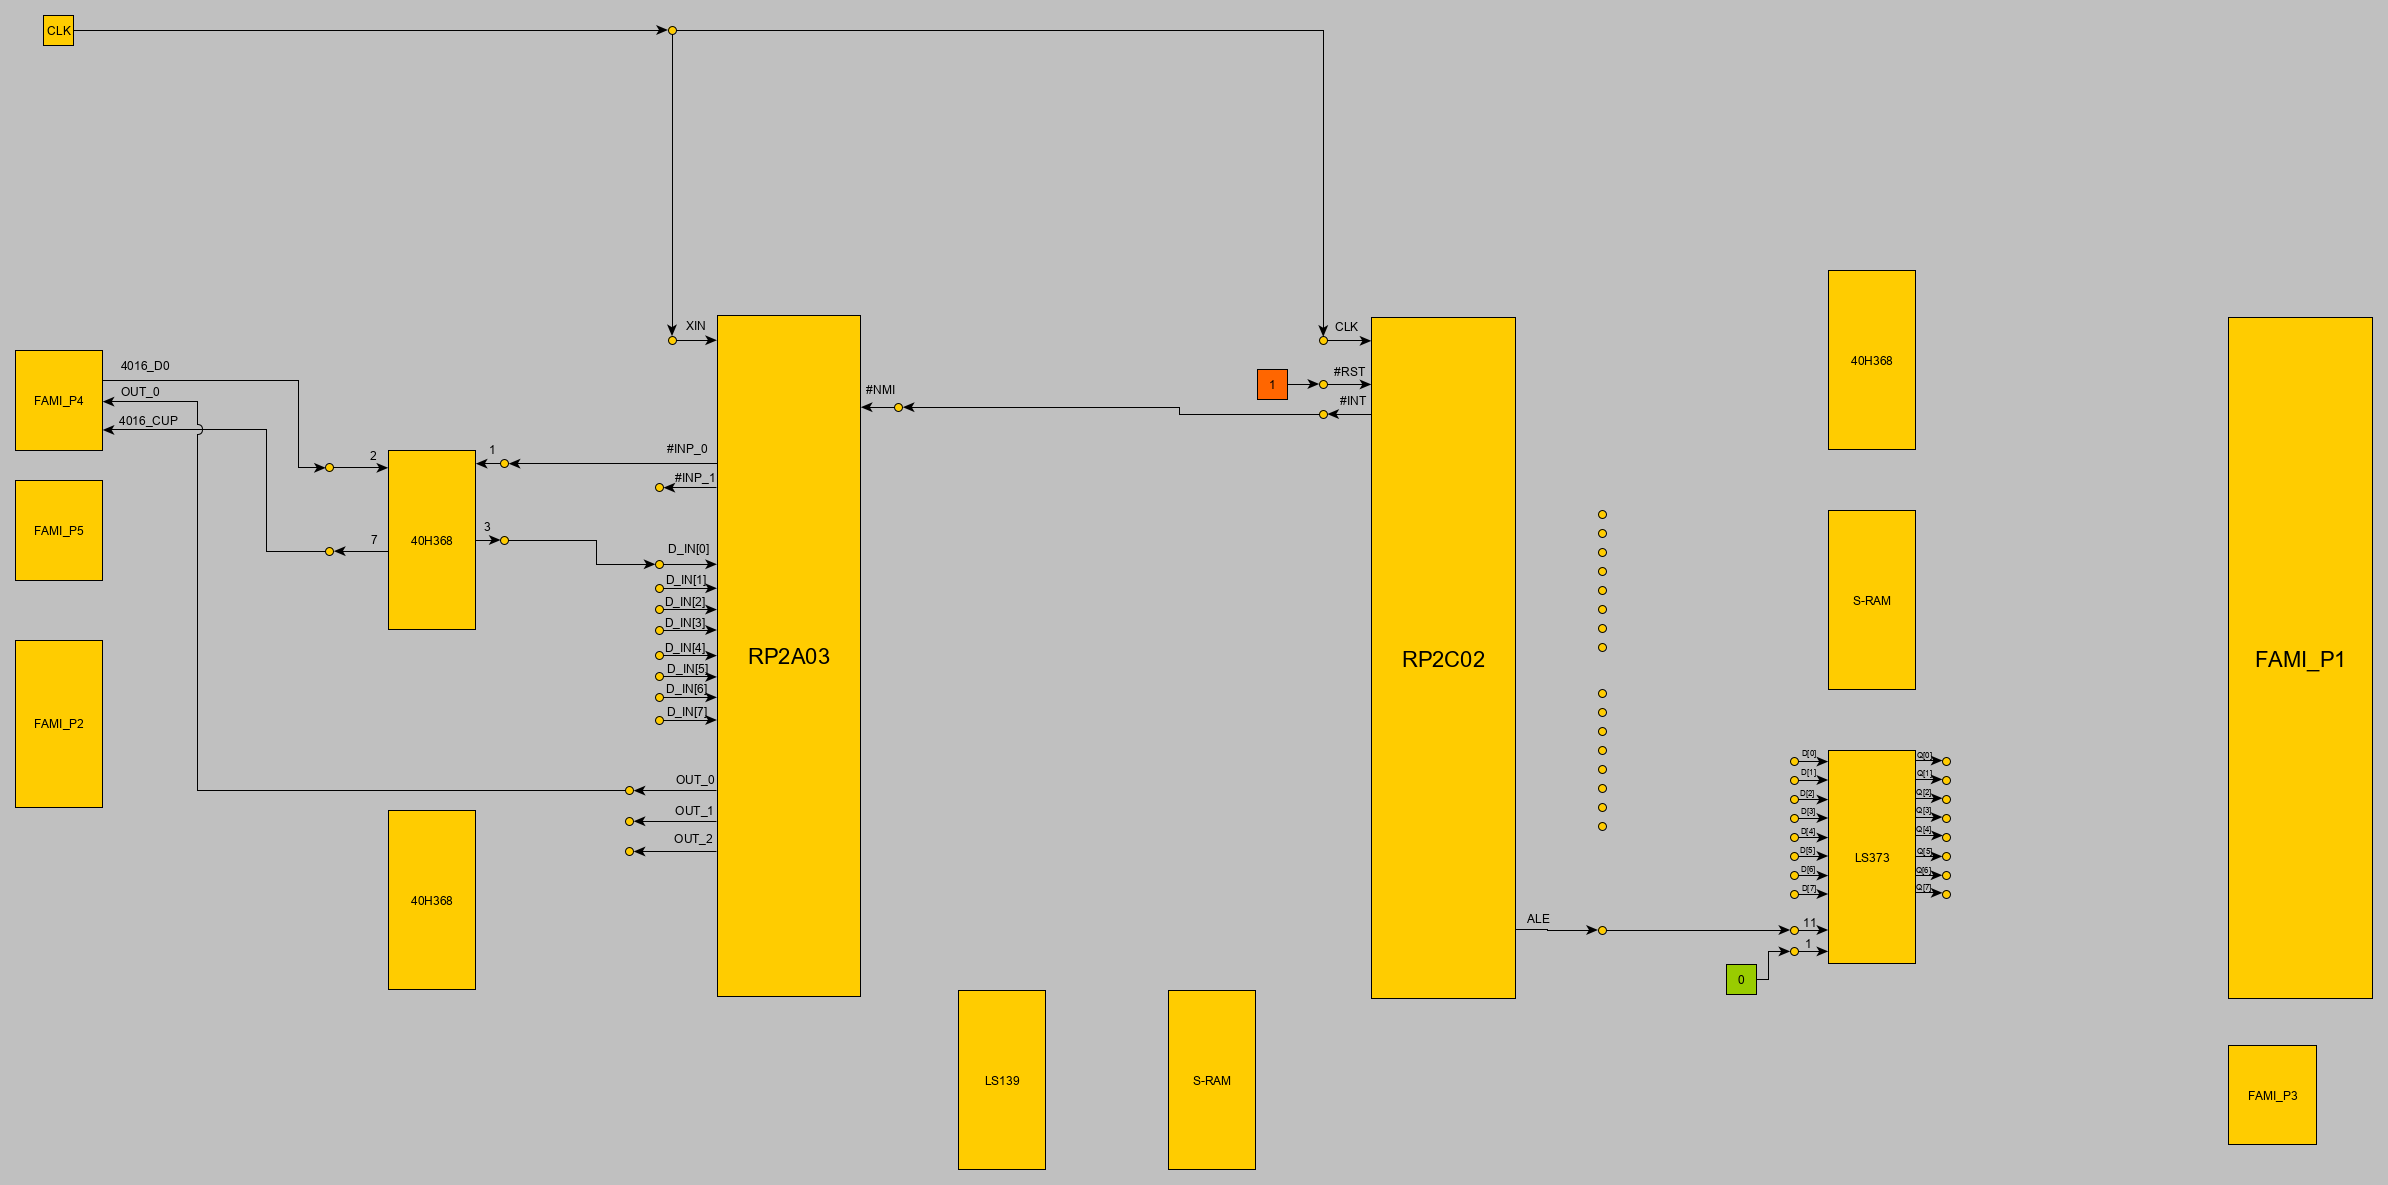 CLK
XIN
CLK
#RST
1
#INT
#NMI
40H368
FAMI_P4
4016_D0
OUT_0
4016_CUP
2
1
#INP_0
#INP_1
FAMI_P5
7
40H368
3
D_IN[0]
D_IN[1]
D_IN[2]
D_IN[3]
D_IN[4]
D_IN[5]
D_IN[6]
D_IN[7]
RP2A03
RP2C02
S-RAM
FAMI_P1
FAMI_P2
OUT_0
OUT_1
OUT_2
D[0]
D[1]
D[2]
D[3]
D[4]
D[5]
D[6]
D[7]
LS373
Q[0]
Q[1]
Q[2]
Q[3]
Q[4]
Q[5]
Q[6]
Q[7]
40H368
ALE
11
1
0
LS139
S-RAM
FAMI_P3